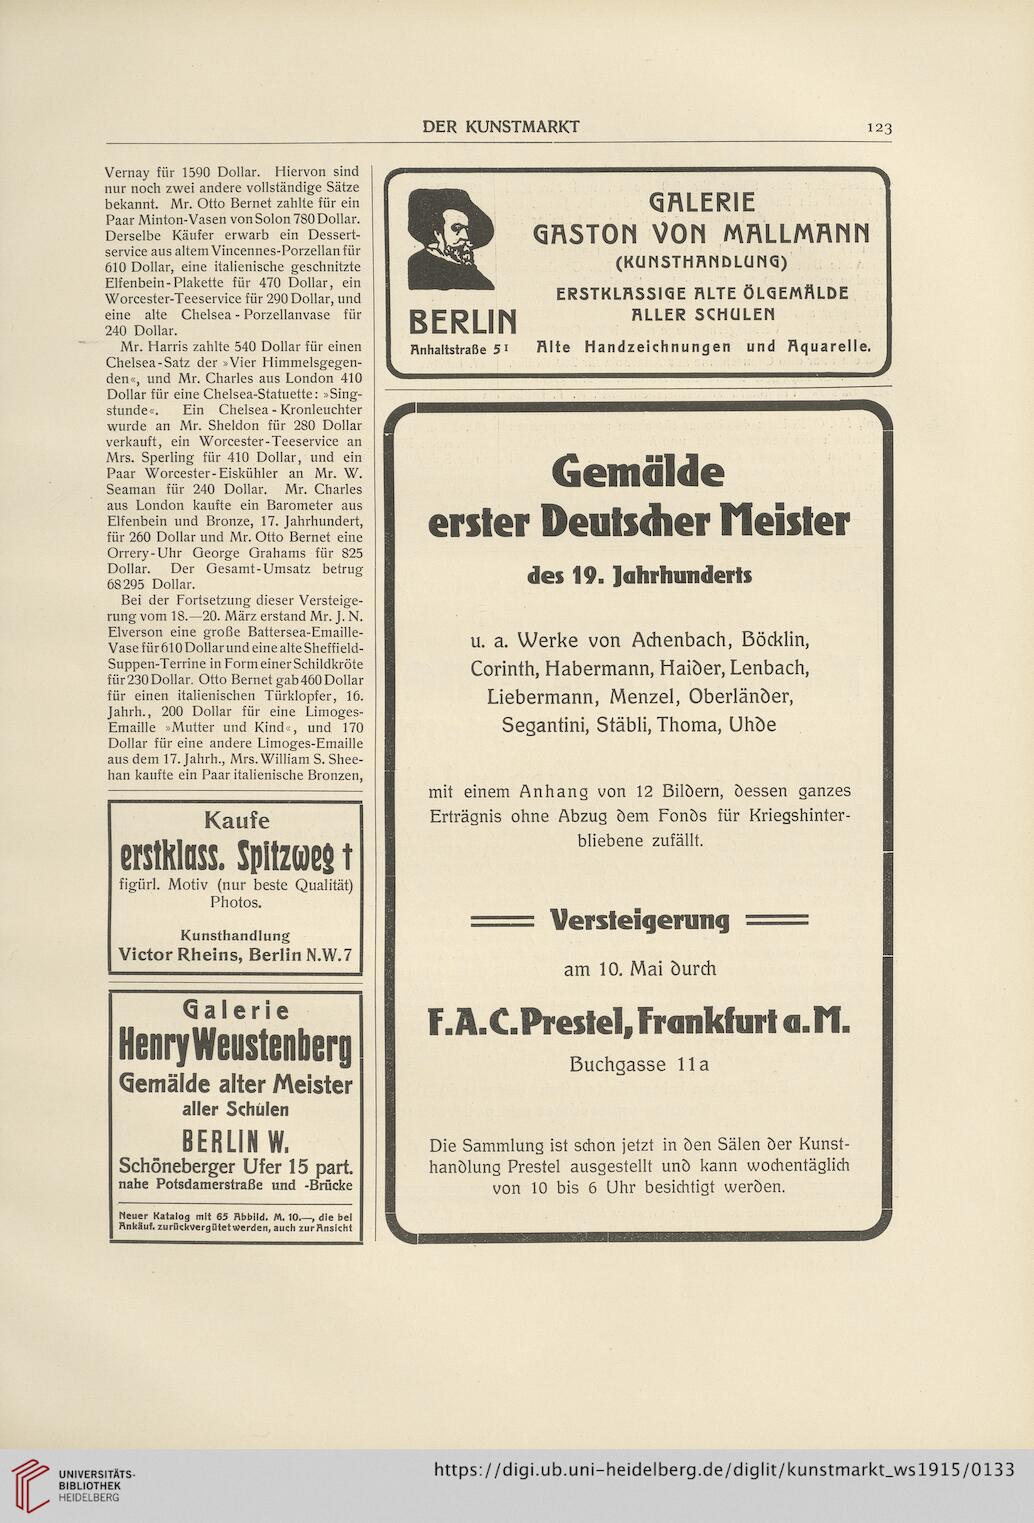 DER KUNSTMARKT
123
Vernay für 1590 Dollar. Hiervon sind
nur noch zwei andere vollständige Sätze
bekannt. Mr. Otto Bernet zahlte für ein
Paar Minton-Vasen von Solon 780 Dollar.
Derselbe Käufer erwarb ein Dessert-
service aus altem Vincennes-Porzellan für
610 Dollar, eine italienische geschnitzte
Elfenbein-Plakette für 470 Dollar, ein
Worcester-Teeservice für 290 Dollar, und
eine alte Chelsea-Porzellanvase für
240 Dollar.
Mr. Harris zahlte 540 Dollar für einen
Chelsea-Satz der »Vier Himmelsgegen-
den«, und Mr. Charles aus London 410
Dollar für eine Chelsea-Statuette: »Sing-
stunde«. Ein Chelsea-Kronleuchter
wurde an Mr. Sheldon für 280 Dollar
verkauft, ein Worcester-Teeservice an
Mrs. Sperling für 410 Dollar, und ein
Paar Worcester-Eiskühler an Mr. W.
Seaman für 240 Dollar. Mr. Charles
aus London kaufte ein Barometer aus
Elfenbein und Bronze, 17. Jahrhundert,
für 260 Dollar und Mr. Otto Bernet eine
Orrery-Uhr George Grahams für 825
Dollar. Der Gesamt-Umsatz betrug
68295 Dollar.
Bei der Fortsetzung dieser Versteige-
rung vom 18.—20. März erstand Mr. J. N.
Elverson eine große Battersea-Emaille-
Vase für 610 Dollar und eine alte Sheffield-
Suppen-Terrine in Form einer Schildkröte
für 230 Dollar. Otto Bernet gab 460 Dollar
für einen italienischen Türklopfer, 16.
Jahrh., 200 Dollar für eine Limoges-
Emaille »Mutter und Kind«, und 170
Dollar für eine andere Limoges-Emaille
aus dem 17. Jahrh., Mrs. William S. Shee-
han kaufte ein Paar italienische Bronzen,
Kaufe
erstklass. Spitzweg †
figürl. Motiv (nur beste Qualität)
Photos.
Kunsthandlung
Victor Rheins, Berlin N.W. 7
Galerie
Henry Weustenberg
Gemälde alter Meister
aller Schulen
BERLIN W.
Schöneberger Ufer 15 part.
nahe Potsdamerstraße und -Brücke
Neuer Katalog mit 65 Abbild. M. 10.—, die bei
Ankäuf. zurückvergütet werden, auch zur Ansicht
GALERIE
GASTON VON MALLMANN
(KUNSTHANDLUNG)
ERSTKLASSIGE ALTE ÖLGEMÄLDE
ALLER SCHULEN
BERLIN
Anhaltstraße 5 I
Alte Handzeichnungen und Aquarelle.
Gemälde
erster Deutscher Meister
des 19. Jahrhunderts
u. a. Werke von Achenbach, Böcklin,
Corinth, Habermann, Haider, Lenbach,
Liebermann, Menzel, Oberländer,
Segantini, Stäbli, Thoma, Uhde
mit einem Anhang von 12 Bildern, dessen ganzes
Erträgnis ohne Abzug dem Fonds für Kriegshinter-
bliebene zufällt.
Versteigerung
am 10. Mai durch
F. A. C. Prestel, Frankfurt a. M.
Buchgasse 11a
Die Sammlung ist schon jetzt in den Sälen der Kunst-
handlung Prestel ausgestellt und kann wochentäglich
von 10 bis 6 Uhr besichtigt werden.
UNIVERSITÄTS-
BIBLIOTHEK
HEIDELBERG
https://digi.ub.uni-heidelberg.de/diglit/kunstmarkt_ws1915/0133